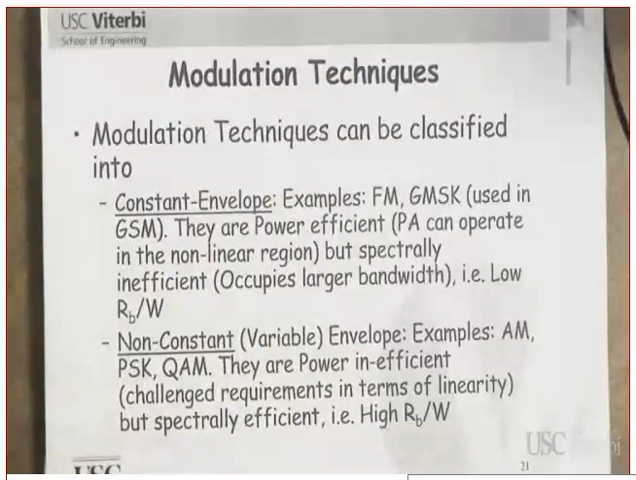 USC Viterbi
School of Engineering
Modulation Techniques
• Modulation Techniques can be classified
into
- Constant-Envelope: Examples: FM, GMSK (used in
GSM). They are Power efficient (PA can operate
in the non-linear region) but spectrally
inefficient (Occupies larger bandwidth), i.e. Low
Rb/W
- Non-Constant (Variable) Envelope: Examples: AM,
PSK, QAM. They are Power in-efficient
(challenged requirements in terms of linearity)
but spectrally efficient, i.e. High Rb/W
USC Viterbi
USC
21